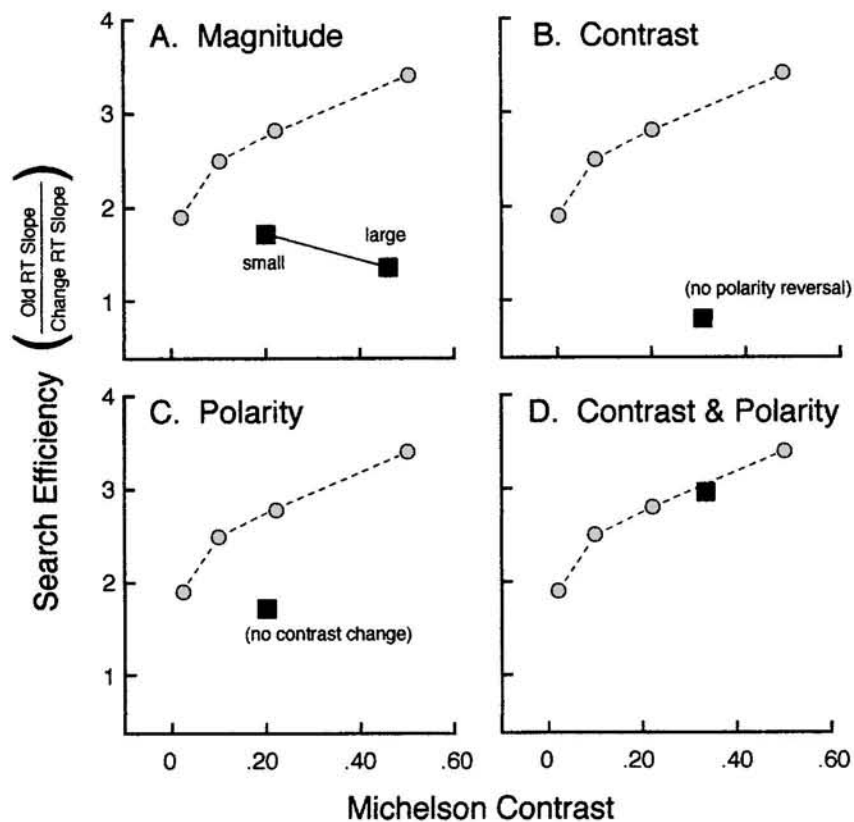 A. Magnitude
B. Contrast
4
3
2
1
small
large
(no polarity reversal)
C. Polarity
D. Contrast & Polarity
4
3
2
1
(no contrast change)
0
.20
.40
.60
0
.20
.40
.60
Michelson Contrast
Search Efficiency (Old RT Slope
Change RT Slope)